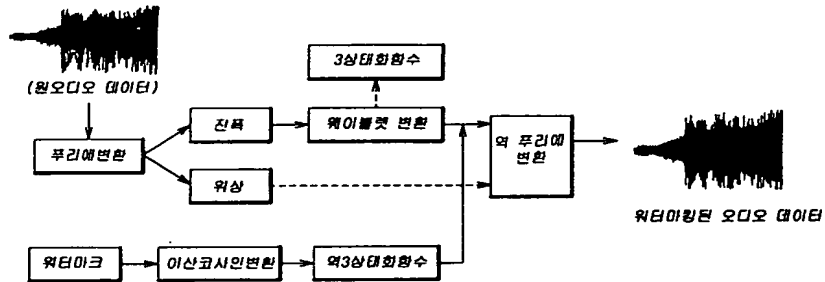 3상태화함수
(원오디오 데이터)
진폭
웨이블렛 변환
역 푸리에
변환
푸리에변환
위상
워터마킹된 오디오 데이터
워터마크
이산코사인변환
역3상태화함수